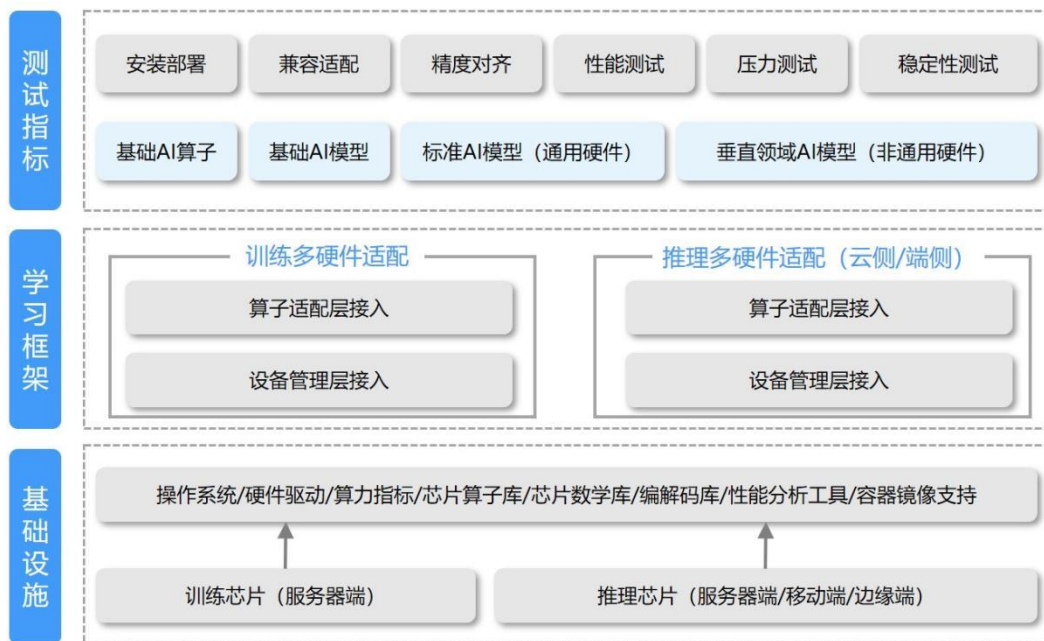 测试指标
安装部署
兼容适配
精度对齐
性能测试
压力测试
稳定性测试
基础AI算子
基础AI模型
标准AI模型（通用硬件）
垂直领域AI模型（非通用硬件）
学习框架
训练多硬件适配
算子适配层接入
设备管理层接入
推理多硬件适配（云侧/端侧）
算子适配层接入
设备管理层接入
基础设施
操作系统/硬件驱动/算力指标/芯片算子库/芯片数学库/编解码库/性能分析工具/容器镜像支持
训练芯片（服务器端）
推理芯片（服务器端/移动端/边缘端）